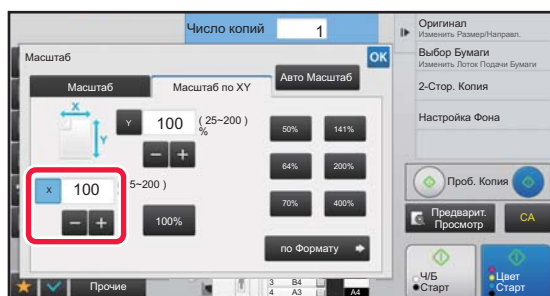 Число копий 1
Масштаб
OK
Масштаб
Масштаб по XY
Авто Масштаб
X
Y
Y 100 ( 25~200 )
%
50% 141%
64% 200%
X 100 5~200 )
70% 400%
100%
по Формату
Прочие
3 B4
4 A3 A4
Оригинал
Изменить Размер/Направл.
Выбор Бумаги
Изменить Лоток Подачи Бумаги
2-Стор. Копия
Настройка Фона
Проб. Копия
Предварит.
Просмотр
CA
Ч/Б
Старт
Цвет
Старт